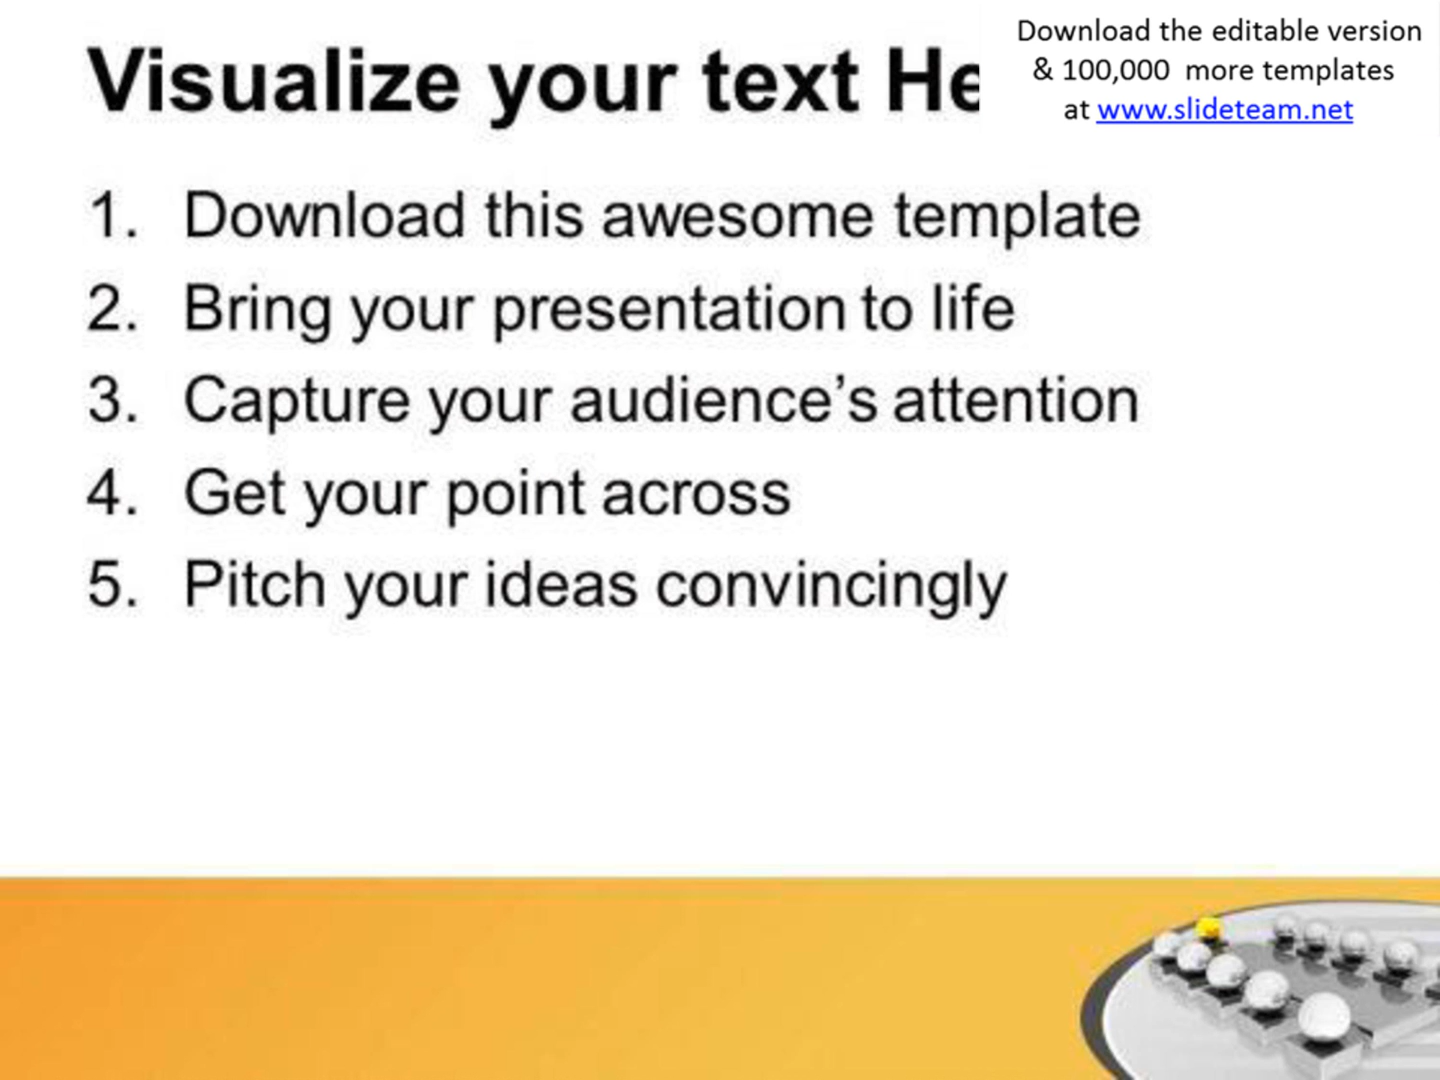 Visualize your text He
Download the editable version
& 100,000 more templates
at www.slideteam.net
1. Download this awesome template
2. Bring your presentation to life
3. Capture your audience’s attention
4. Get your point across
5. Pitch your ideas convincingly